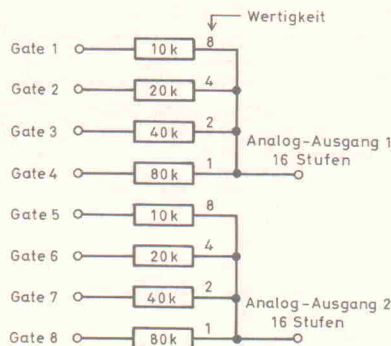 Wertigkeit
Gate 1 10k 8
Gate 2 20k 4
Gate 3 40k 2
Analog-Ausgang 1
16 Stufen
Gate 4 80k 1
Gate 5 10k 8
Gate 6 20k 4
Gate 7 40k 2
Analog-Ausgang 2
16 Stufen
Gate 8 80k 1